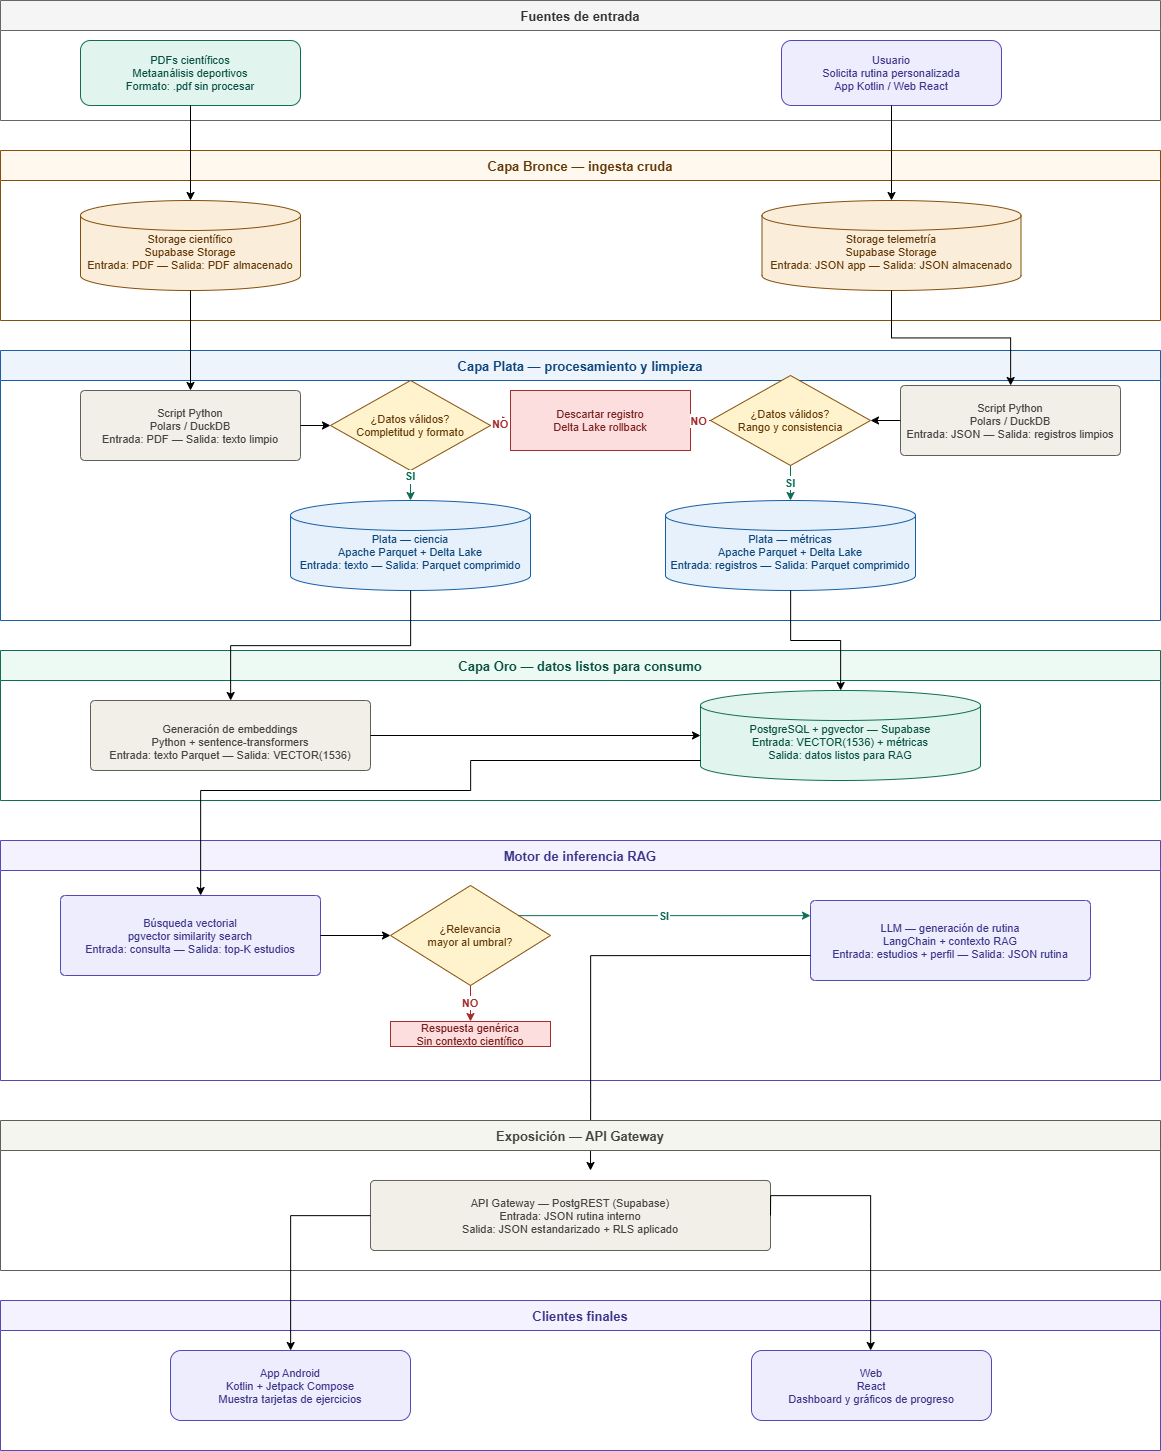 Fuentes de entrada
PDFs científicos
Metaanálisis deportivos
Formato: .pdf sin procesar
Usuario
Solicita rutina personalizada
App Kotlin / Web React
Capa Bronce — ingesta cruda
Storage científico
Supabase Storage
Entrada: PDF — Salida: PDF almacenado
Storage telemetría
Supabase Storage
Entrada: JSON app — Salida: JSON almacenado
Capa Plata — procesamiento y limpieza
Script Python
Polars / DuckDB
Entrada: PDF — Salida: texto limpio
¿Datos válidos?
Completitud y formato
NO
Descartar registro
Delta Lake rollback
NO
¿Datos válidos?
Rango y consistencia
Script Python
Polars / DuckDB
Entrada: JSON — Salida: registros limpios
SI
SI
Plata — ciencia
Apache Parquet + Delta Lake
Entrada: texto — Salida: Parquet comprimido
Plata — métricas
Apache Parquet + Delta Lake
Entrada: registros — Salida: Parquet comprimido
Capa Oro — datos listos para consumo
Generación de embeddings
Python + sentence-transformers
Entrada: texto Parquet — Salida: VECTOR(1536)
PostgreSQL + pgvector — Supabase
Entrada: VECTOR(1536) + métricas
Salida: datos listos para RAG
Motor de inferencia RAG
Búsqueda vectorial
pgvector similarity search
Entrada: consulta — Salida: top-K estudios
¿Relevancia
mayor al umbral?
SI
LLM — generación de rutina
LangChain + contexto RAG
Entrada: estudios + perfil — Salida: JSON rutina
NO
Respuesta genérica
Sin contexto científico
Exposición — API Gateway
API Gateway — PostgREST (Supabase)
Entrada: JSON rutina interno
Salida: JSON estandarizado + RLS aplicado
Clientes finales
App Android
Kotlin + Jetpack Compose
Muestra tarjetas de ejercicios
Web
React
Dashboard y gráficos de progreso